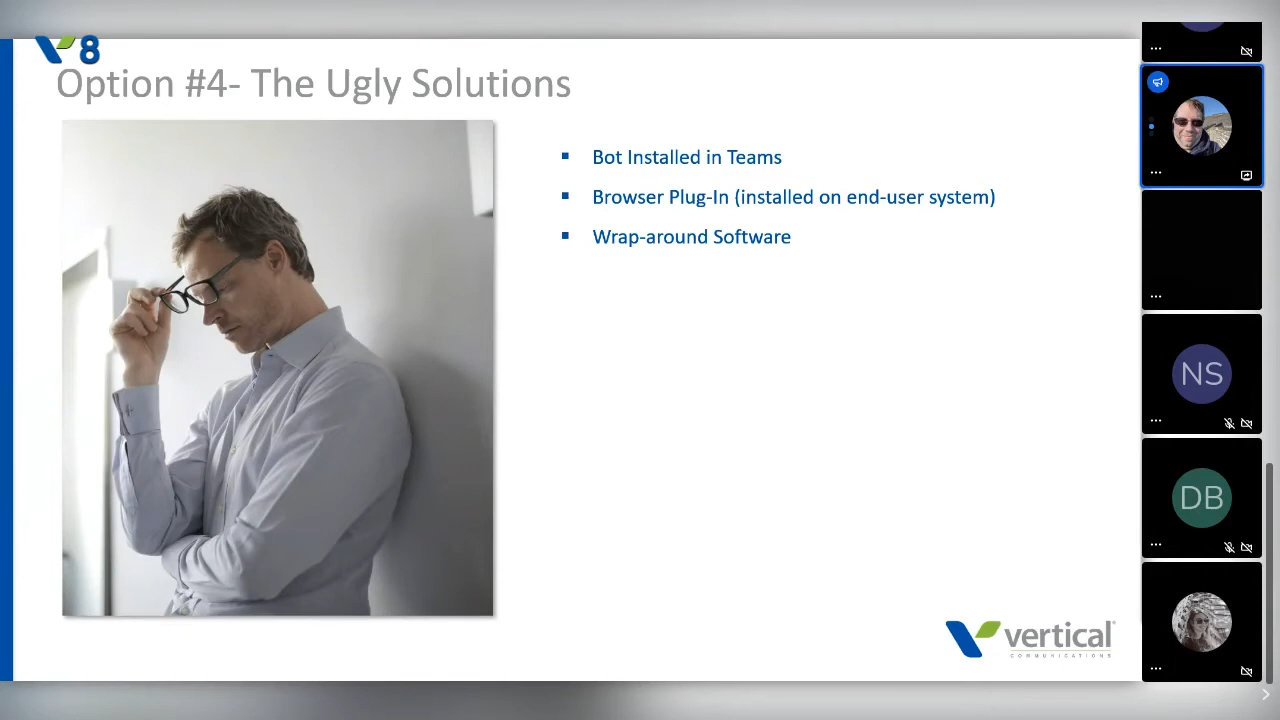 V8
Option #4- The Ugly Solutions
Bot Installed in Teams
Browser Plug-In (installed on end-user system)
Wrap-around Software
vertical
COMMUNICATIONS
NS
DB